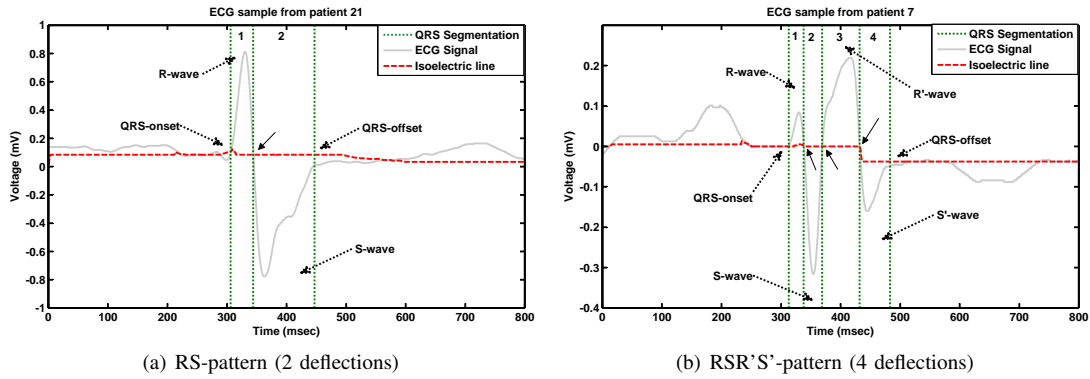 ECG sample from patient 21
1 2
QRS Segmentation
ECG Signal
Isoelectric line
R-wave
QRS-onset
QRS-offset
S-wave
Voltage (mV)
1
0.8
0.6
0.4
0.2
0
-0.2
-0.4
-0.6
-0.8
-1
0 100 200 300 400 500 600 700 800
Time (msec)
(a) RS-pattern (2 deflections)
ECG sample from patient 7
1 2 3 4
QRS Segmentation
ECG Signal
Isoelectric line
R-wave
R'-wave
QRS-offset
QRS-onset
S'-wave
S-wave
Voltage (mV)
0.3
0.2
0.1
0
-0.1
-0.2
-0.3
-0.4
0 100 200 300 400 500 600 700 800
Time (msec)
(b) RSR'S'-pattern (4 deflections)